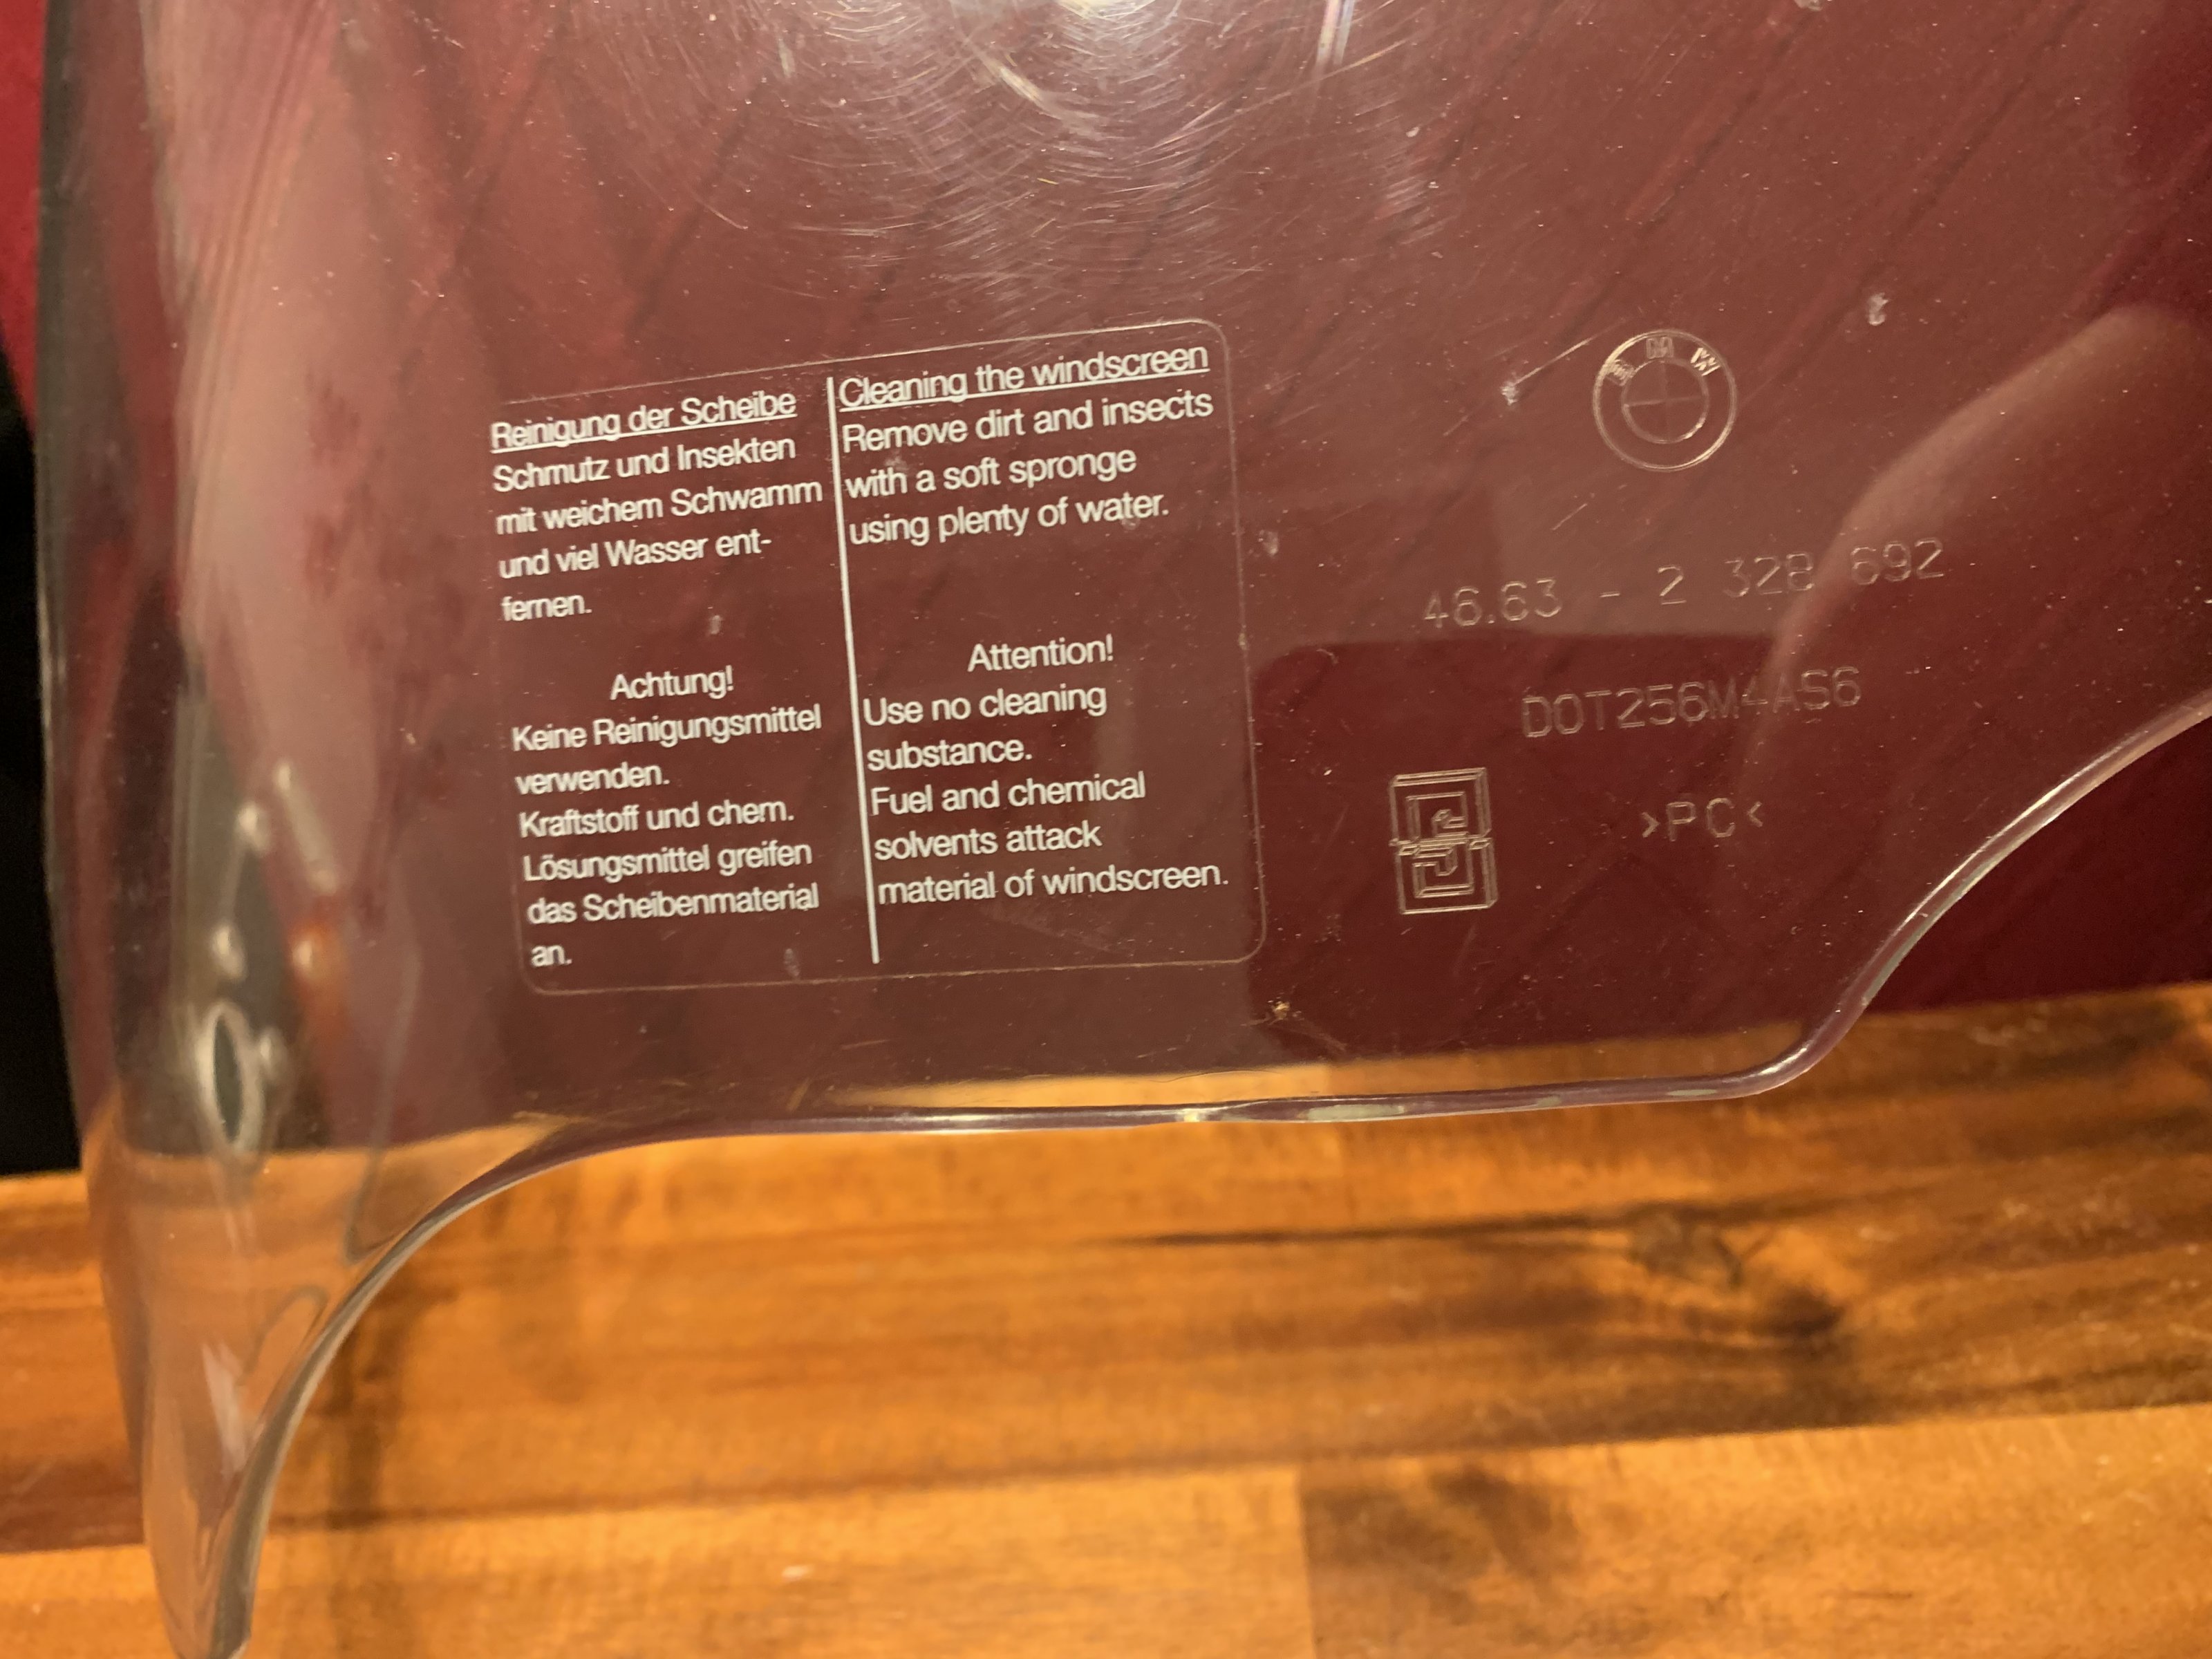 Reinigung der Scheibe
Schmutz und Insekten
mit weichem Schwamm
und viel Wasser ent-
fernen.
Achtung!
Keine Reinigungsmittel
verwenden.
Kraftstoff und chem.
Lösungsmittel greifen
das Scheibenmaterial
an.
Cleaning the windscreen
Remove dirt and insects
with a soft spronge
using plenty of water.
Attention!
Use no cleaning
substance.
Fuel and chemical
solvents attack
material of windscreen.
BMW
46.63 - 2 328 692
DOT256M4AS6
>PC<